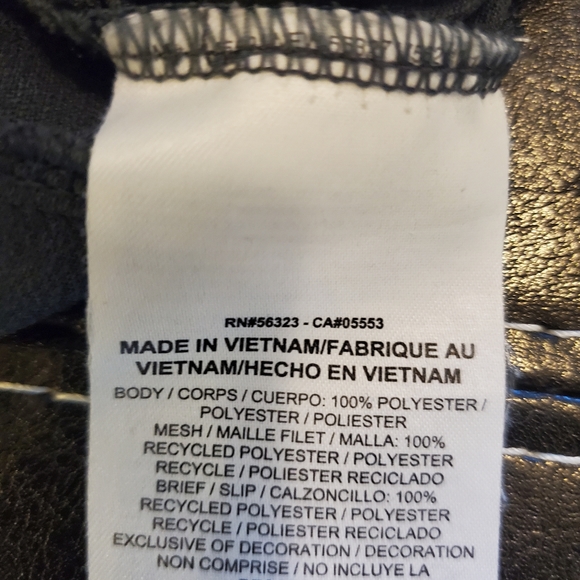 RN#56323 - CA#05553
MADE IN VIETNAM/FABRIQUE AU
VIETNAM/HECHO EN VIETNAM
BODY / CORPS / CUERPO: 100% POLYESTER /
POLYESTER / POLIESTER
MESH / MAILLE FILET / MALLA: 100%
RECYCLED POLYESTER / POLYESTER
RECYCLE / POLIESTER RECICLADO
BRIEF / SLIP / CALZONCILLO: 100%
RECYCLED POLYESTER / POLYESTER
RECYCLE / POLIESTER RECICLADO
EXCLUSIVE OF DECORATION / DECORATION
NON COMPRISE / NO INCLUYE LA